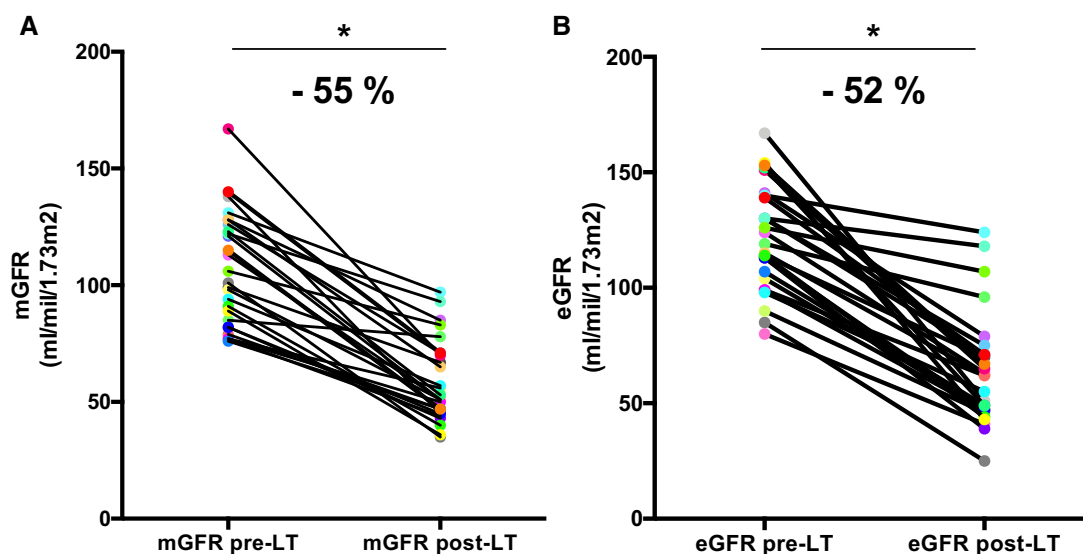 A
*
- 55 %
mGFR
(ml/mil/1.73m2)
200
150
100
50
0
mGFR pre-LT
mGFR post-LT
B
*
- 52 %
eGFR
(ml/mil/1.73m2)
200
150
100
50
0
eGFR pre-LT
eGFR post-LT